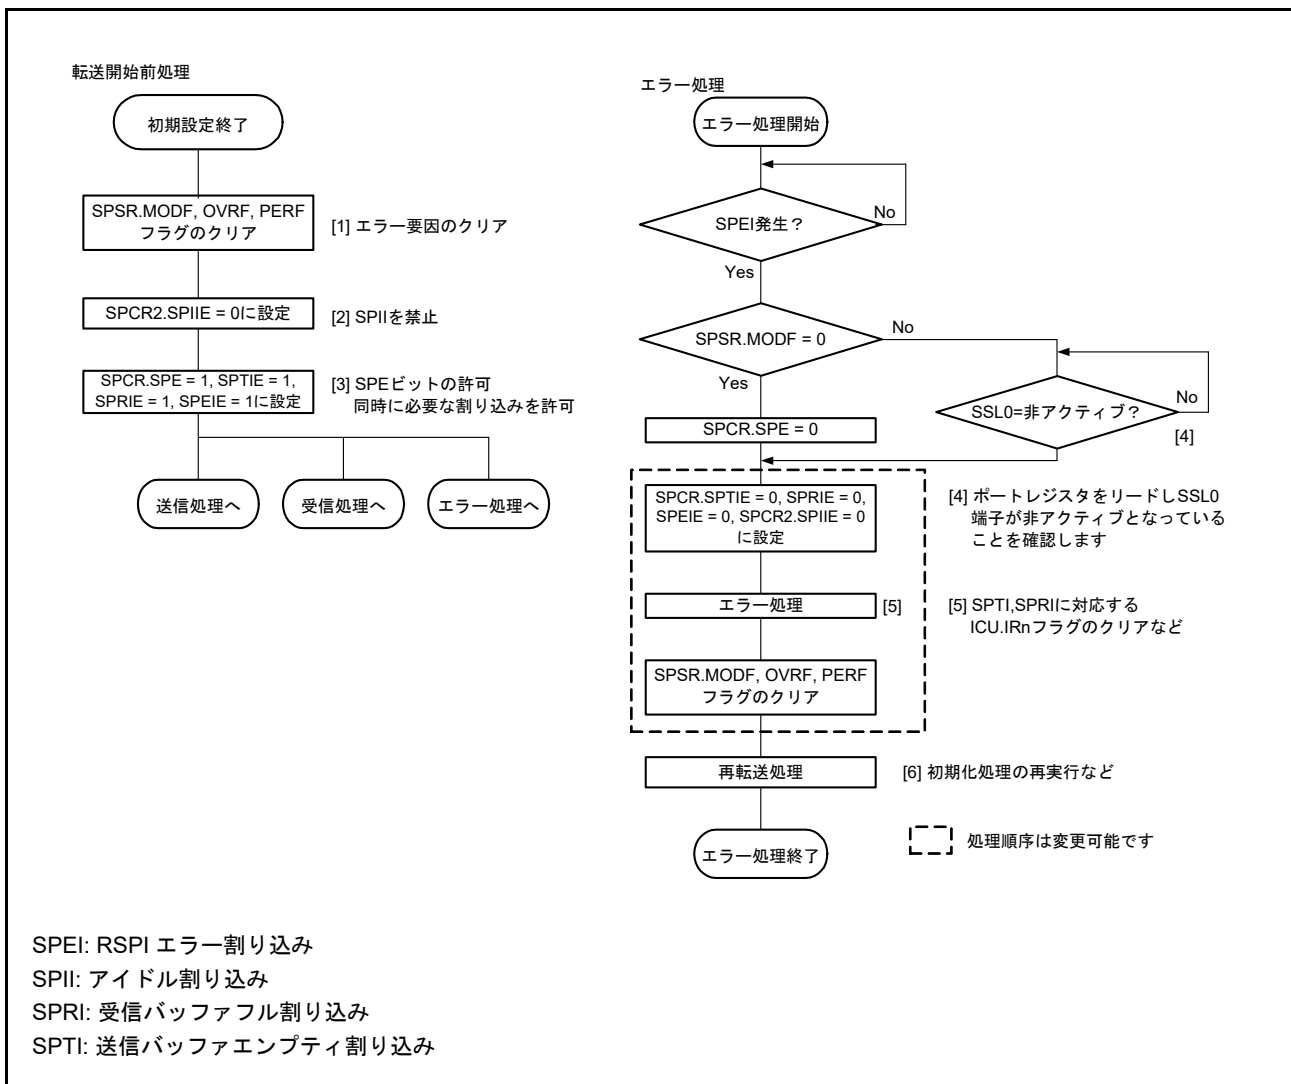 転送開始前処理
初期設定終了
SPSR.MODF, OVRF, PERF
フラグのクリア
[1] エラー要因のクリア
SPCR2.SPIIE = 0に設定
[2] SPIIを禁止
SPCR.SPE = 1, SPTIE = 1,
SPRIE = 1, SPEIE = 1に設定
[3] SPEビットの許可
同時に必要な割り込みを許可
送信処理へ
受信処理へ
エラー処理へ
エラー処理
エラー処理開始
SPEI発生？
No
Yes
SPSR.MODF = 0
No
Yes
SSL0=非アクティブ？
No
[4]
SPCR.SPE = 0
SPCR.SPTIE = 0, SPRIE = 0,
SPEIE = 0, SPCR2.SPIIE = 0
に設定
[4] ポートレジスタをリードしSSL0
端子が非アクティブとなっている
ことを確認します
エラー処理
[5]
[5] SPTI,SPRIに対応する
ICU.IRnフラグのクリアなど
SPSR.MODF, OVRF, PERF
フラグのクリア
再転送処理
[6] 初期化処理の再実行など
エラー処理終了
処理順序は変更可能です
SPEI: RSPI エラー割り込み
SPII: アイドル割り込み
SPRI: 受信バッファフル割り込み
SPTI: 送信バッファエンプティ割り込み